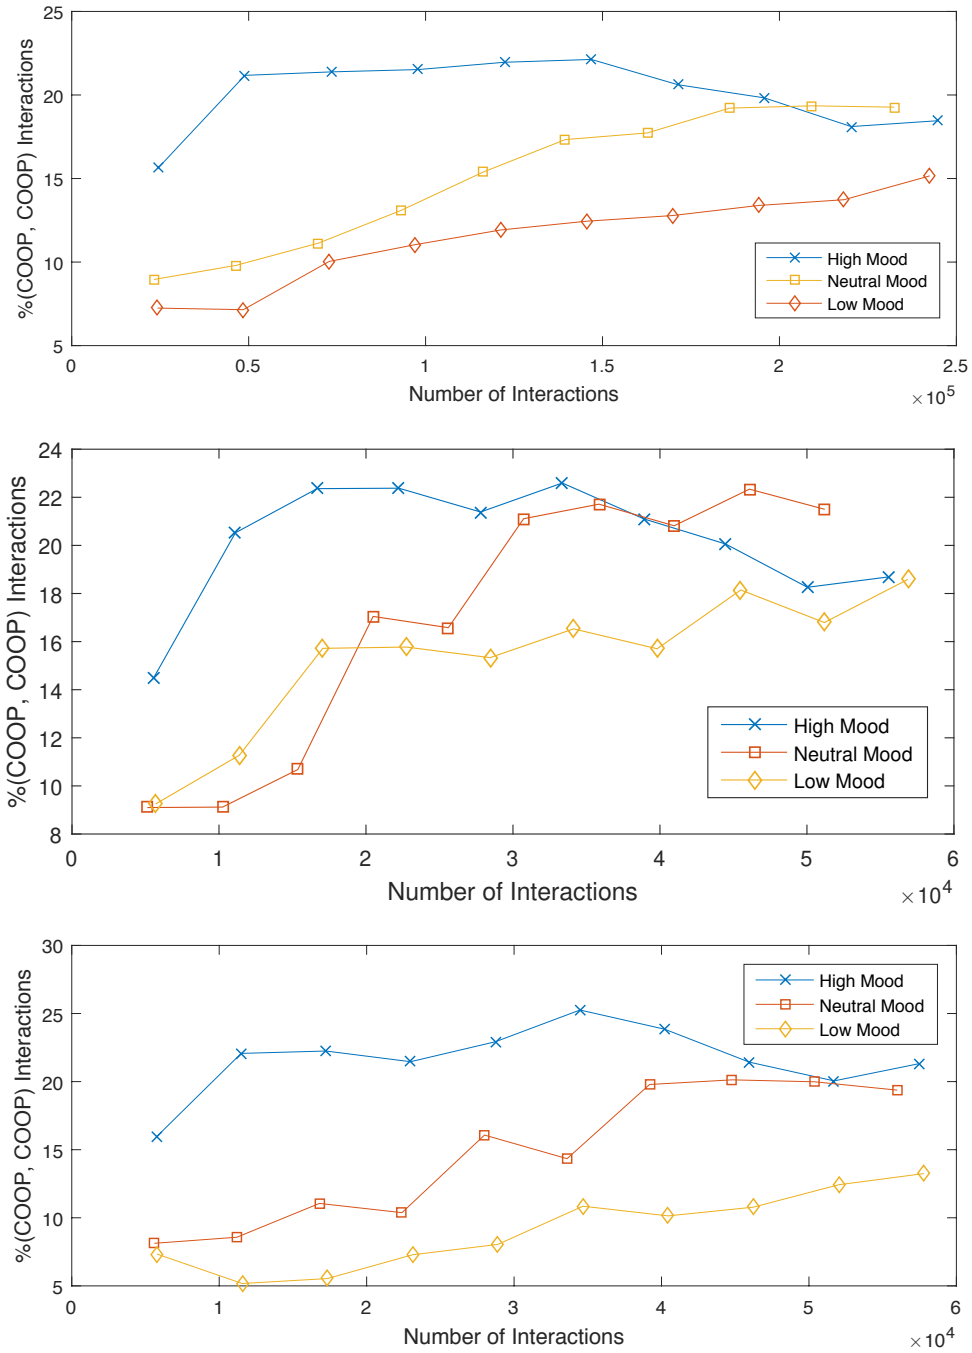 25
20
15
10
5
%(COOP, COOP) Interactions
High Mood
Neutral Mood
Low Mood
0 0.5 1 1.5 2 2.5
Number of Interactions
×10^5
24
22
20
18
16
14
12
10
8
%(COOP, COOP) Interactions
High Mood
Neutral Mood
Low Mood
0 1 2 3 4 5 6
Number of Interactions
×10^4
30
25
20
15
10
5
%(COOP, COOP) Interactions
High Mood
Neutral Mood
Low Mood
0 1 2 3 4 5 6
Number of Interactions
×10^4